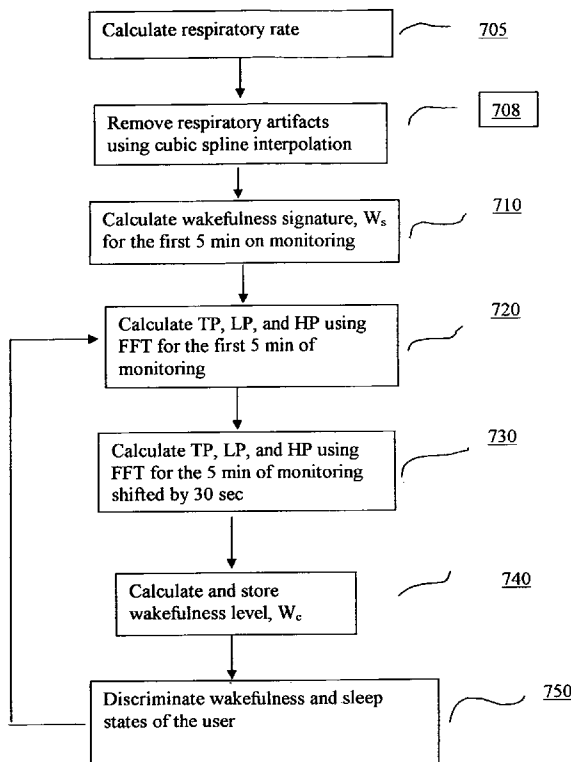 Calculate respiratory rate
705
Remove respiratory artifacts
using cubic spline interpolation
708
Calculate wakefulness signature, Ws
for the first 5 min on monitoring
710
Calculate TP, LP, and HP using
FFT for the first 5 min of
monitoring
720
Calculate TP, LP, and HP using
FFT for the 5 min of monitoring
shifted by 30 sec
730
Calculate and store
wakefulness level, Wc
740
Discriminate wakefulness and sleep
states of the user
750